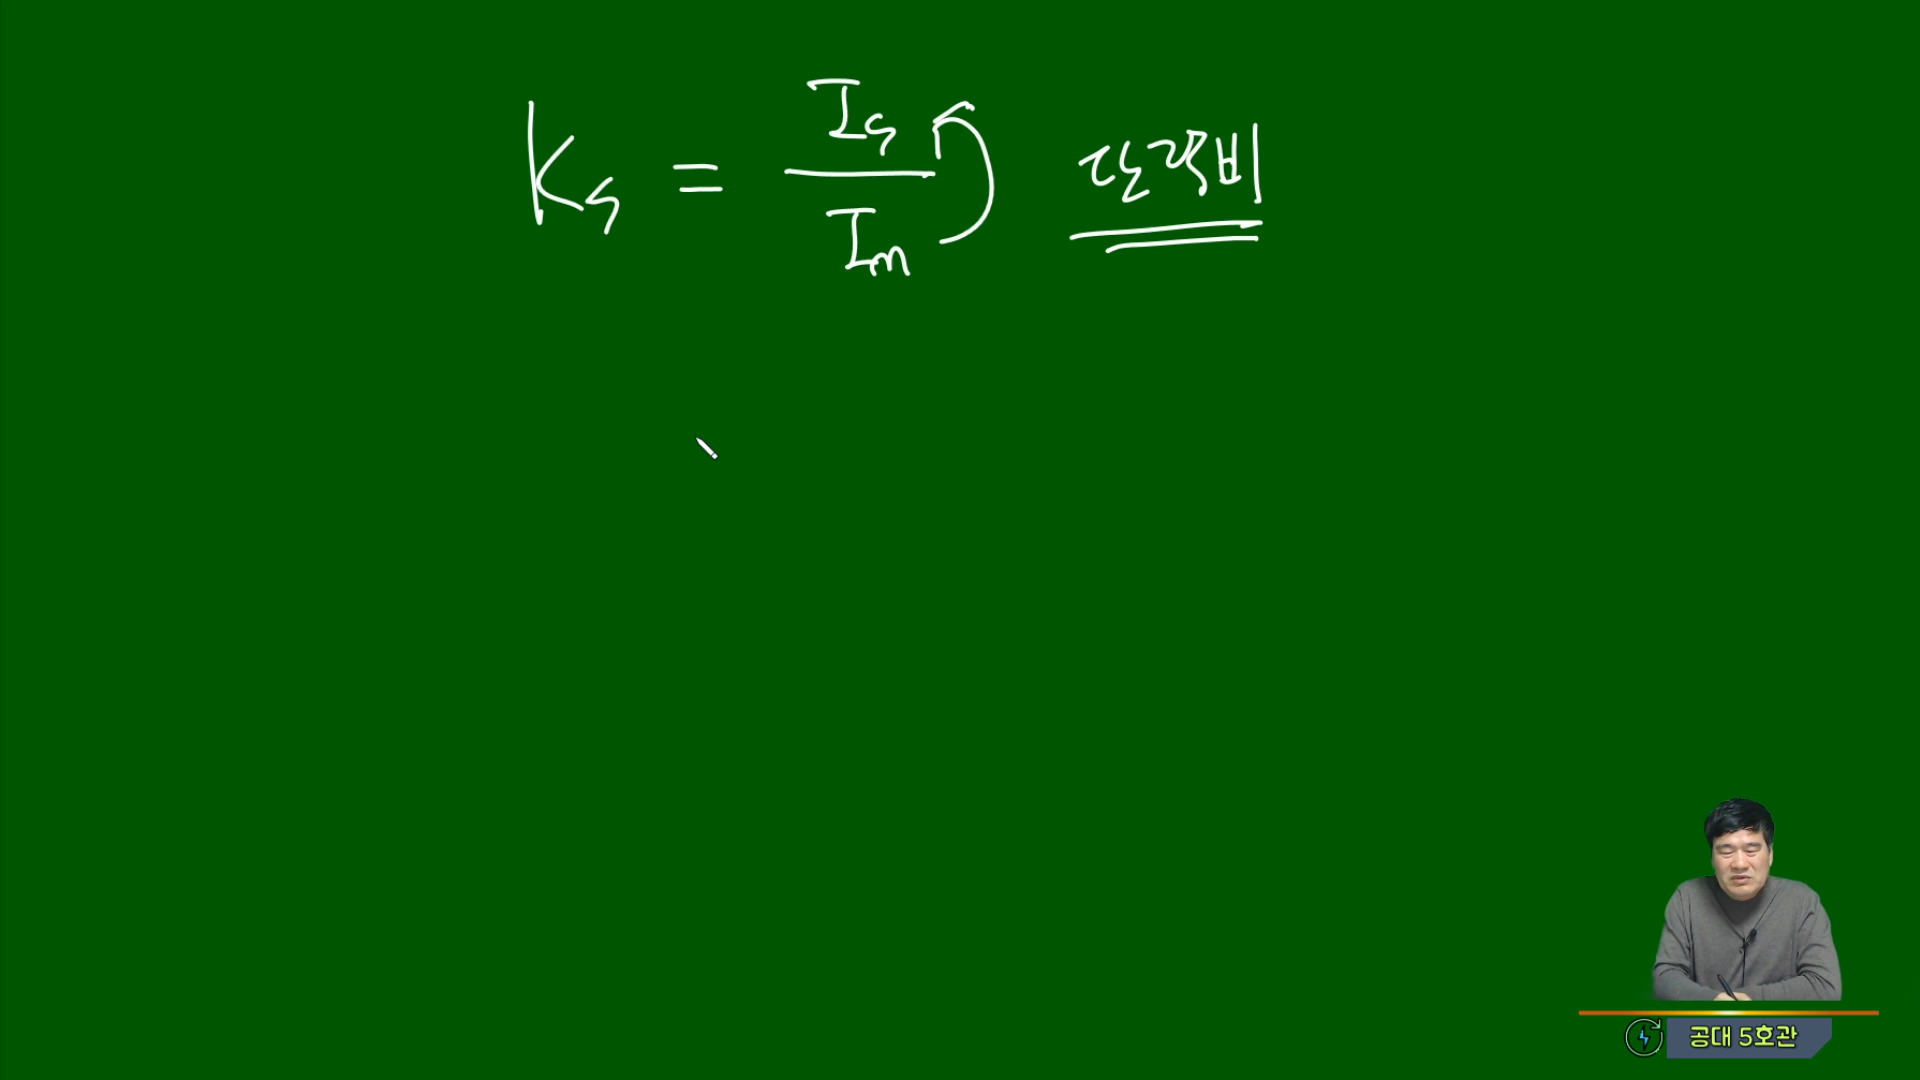 Ks = Is / In 단락비
공대 5호관